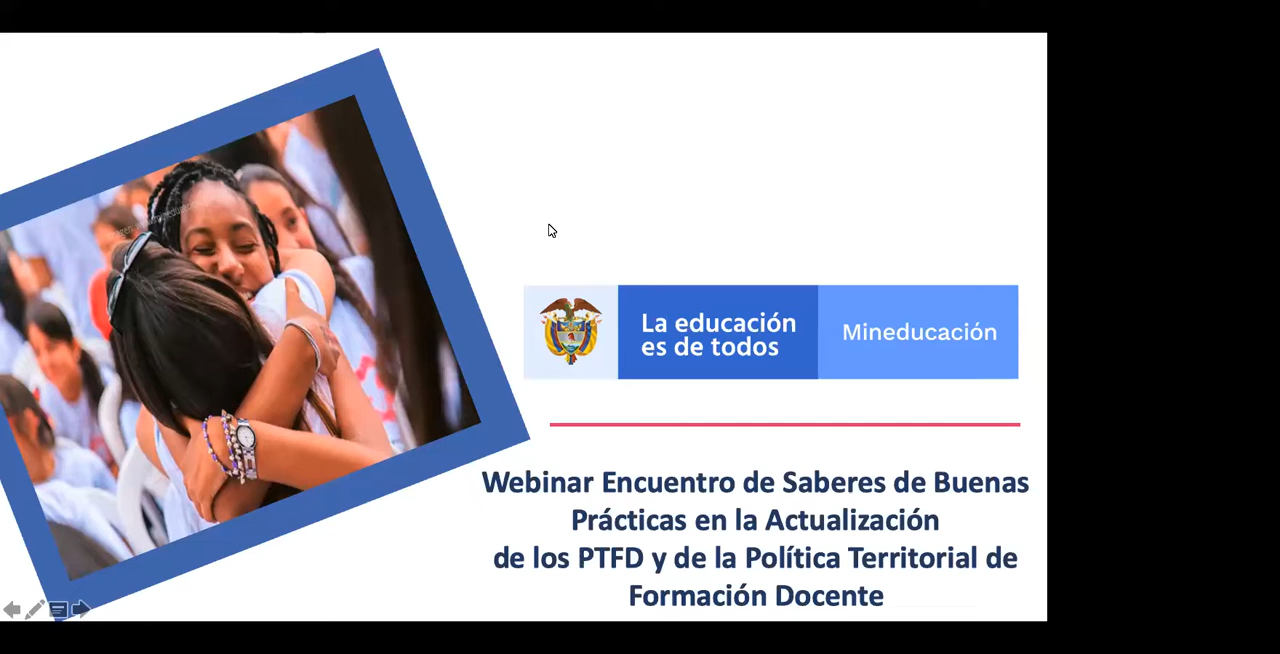 La educación
es de todos
Mineducación
Webinar Encuentro de Saberes de Buenas
Prácticas en la Actualización
de los PTFD y de la Política Territorial de
Formación Docente